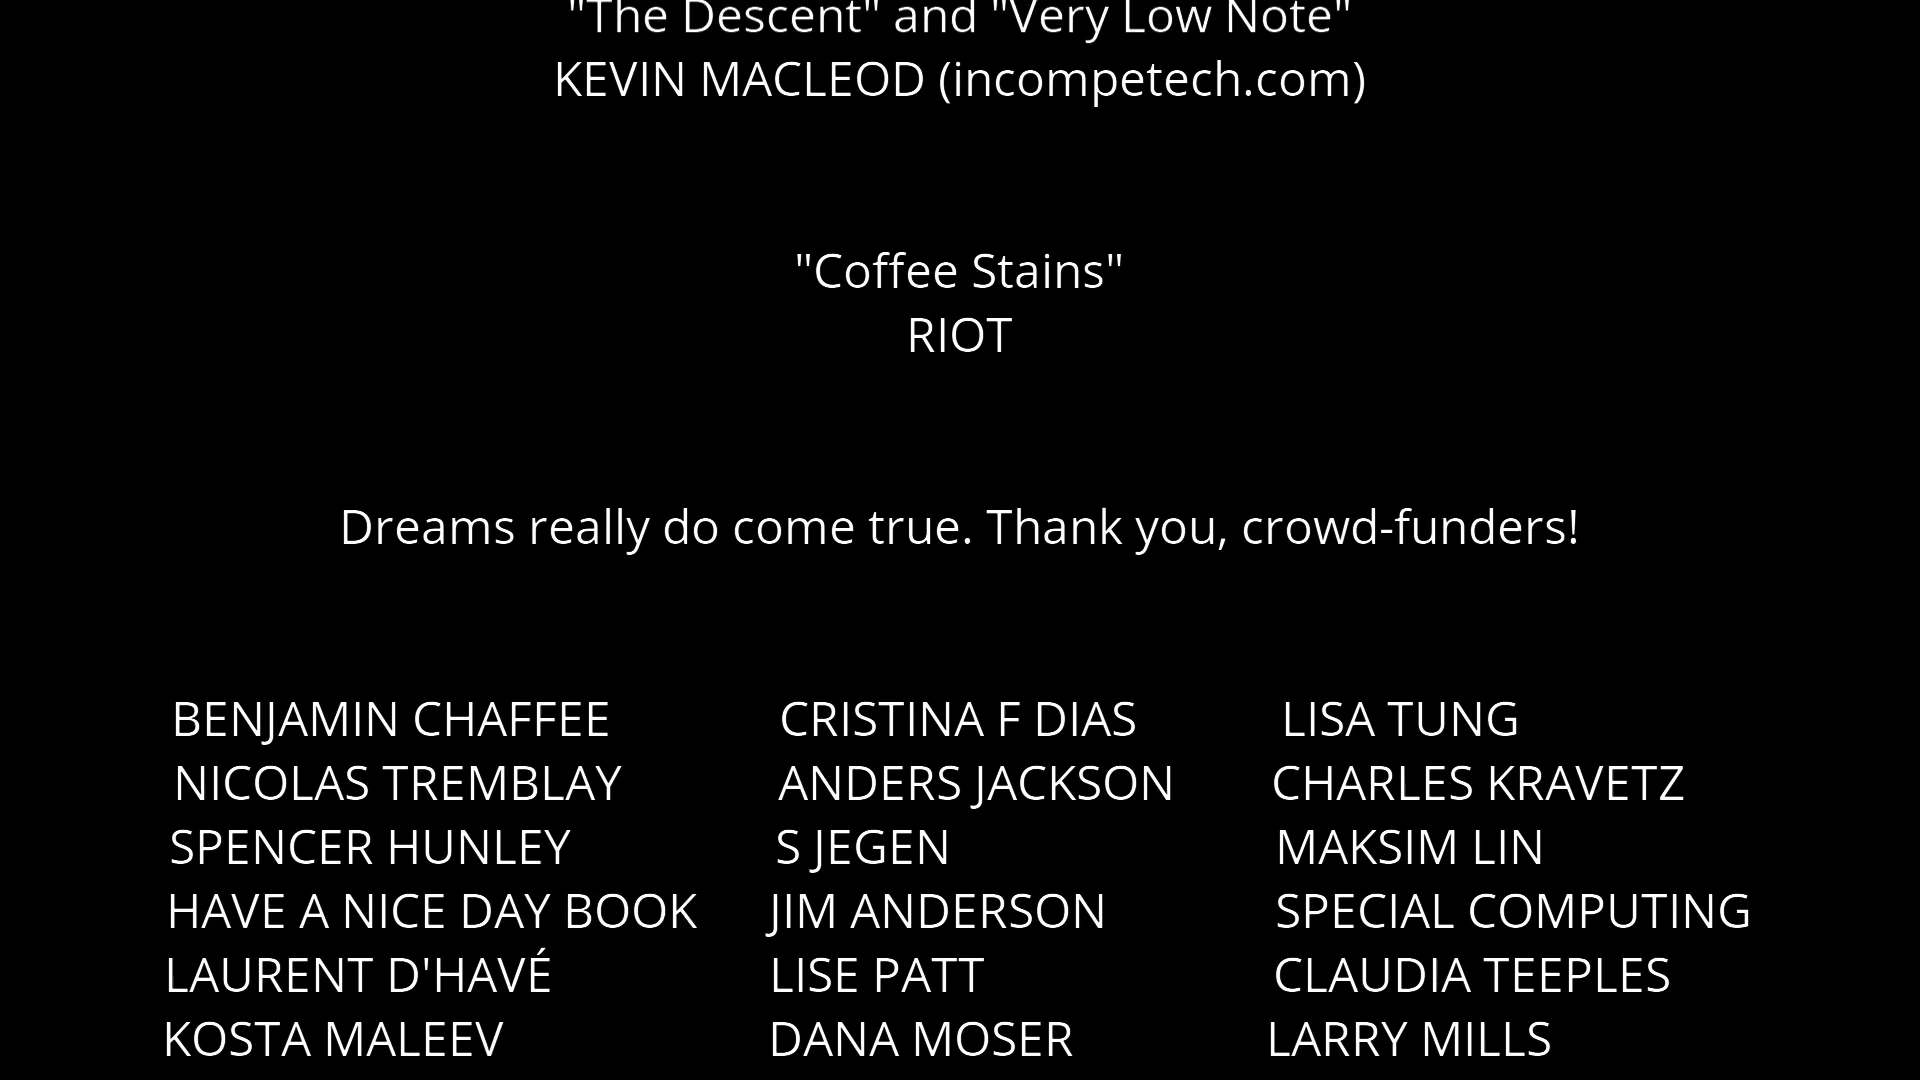 "The Descent" and "Very Low Note"
KEVIN MACLEOD (incompetech.com)
"Coffee Stains"
RIOT
Dreams really do come true. Thank you, crowd-funders!
BENJAMIN CHAFFEE CRISTINA F DIAS LISA TUNG
NICOLAS TREMBLAY ANDERS JACKSON CHARLES KRAVETZ
SPENCER HUNLEY S JEGEN MAKSIM LIN
HAVE A NICE DAY BOOK JIM ANDERSON SPECIAL COMPUTING
LAURENT D'HAVÉ LISE PATT CLAUDIA TEEPLES
KOSTA MALEEV DANA MOSER LARRY MILLS